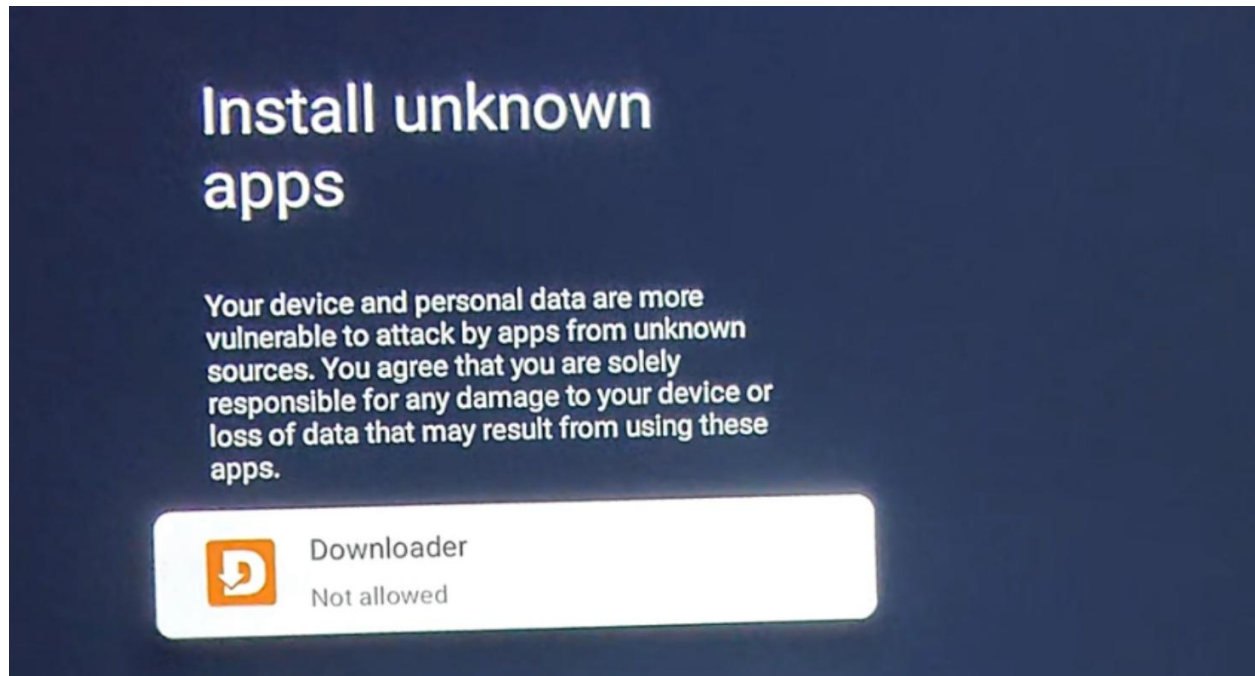 Install unknown
apps
Your device and personal data are more
vulnerable to attack by apps from unknown
sources. You agree that you are solely
responsible for any damage to your device or
loss of data that may result from using these
apps.
Downloader
Not allowed